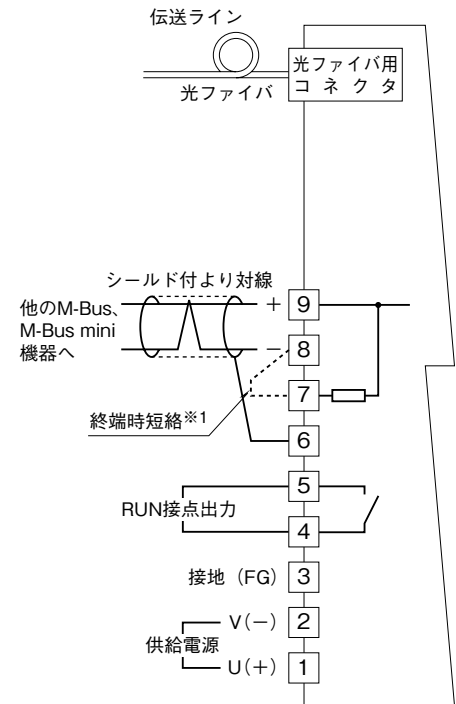 伝送ライン
光ファイバ用
コネクタ
光ファイバ
シールド付より対線
他のM-Bus、
M-Bus mini
機器へ
+ 9
− 8
7
終端時短絡※1
6
5
RUN接点出力
4
接地（FG） 3
V（−） 2
供給電源
U（+） 1